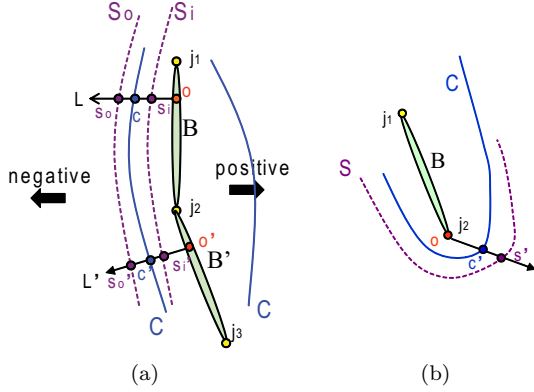 So Si
j1
L
so
c
si
o
B
negative
positive
j2
o'
L'
so'
c'
si'
B'
C
C
j3
(a)
C
j1
B
S
j2
o
c'
s'
(b)